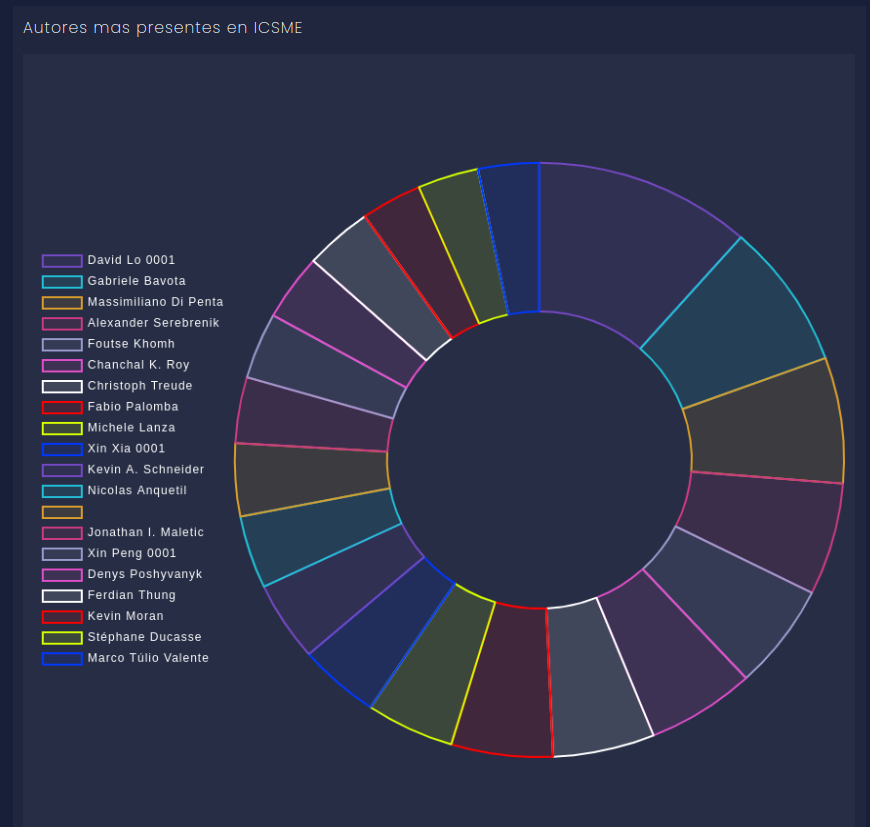 Autores mas presentes en ICSME
David Lo 0001
Gabriele Bavota
Massimiliano Di Penta
Alexander Serebrenik
Foutse Khomh
Chanchal K. Roy
Christoph Treude
Fabio Palomba
Michele Lanza
Xin Xia 0001
Kevin A. Schneider
Nicolas Anquetil
Jonathan I. Maletic
Xin Peng 0001
Denys Poshyvanyk
Ferdian Thung
Kevin Moran
Stéphane Ducasse
Marco Túlio Valente